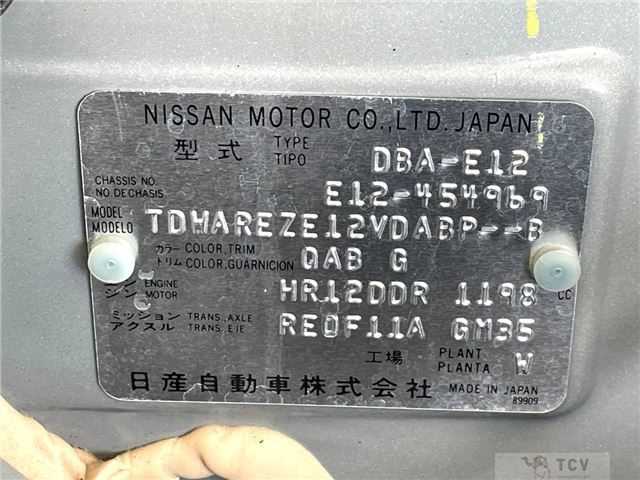 NISSAN MOTOR CO.,LTD. JAPAN
型式 TYPE TIPO DBA-E12
CHASSIS NO. NO.DECHASIS E12-454969
MODEL MODELO TDHAREZE12VDABP--B
カラー COLOR,TRIM
トリム COLOR,GUARNICION QAB G
ENGINE
シン MOTOR HR12DDR 1198 CC
ミッション TRANS.,AXLE
アクスル TRANS.,EJE RE0F11A GM35
工場 PLANT PLANTA W
日産自動車株式会社 MADE IN JAPAN
89909
TCV